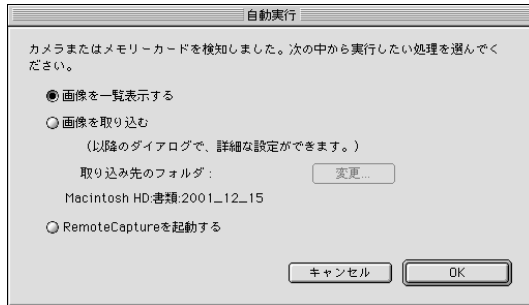 自動実行
カメラまたはメモリーカードを検知しました。次の中から実行したい処理を選んでく
ださい。
画像を一覧表示する
画像を取り込む
(以降のダイアログで、詳細な設定ができます。)
取り込み先のフォルダ:
変更...
Macintosh HD:書類:2001_12_15
RemoteCaptureを起動する
キャンセル
OK